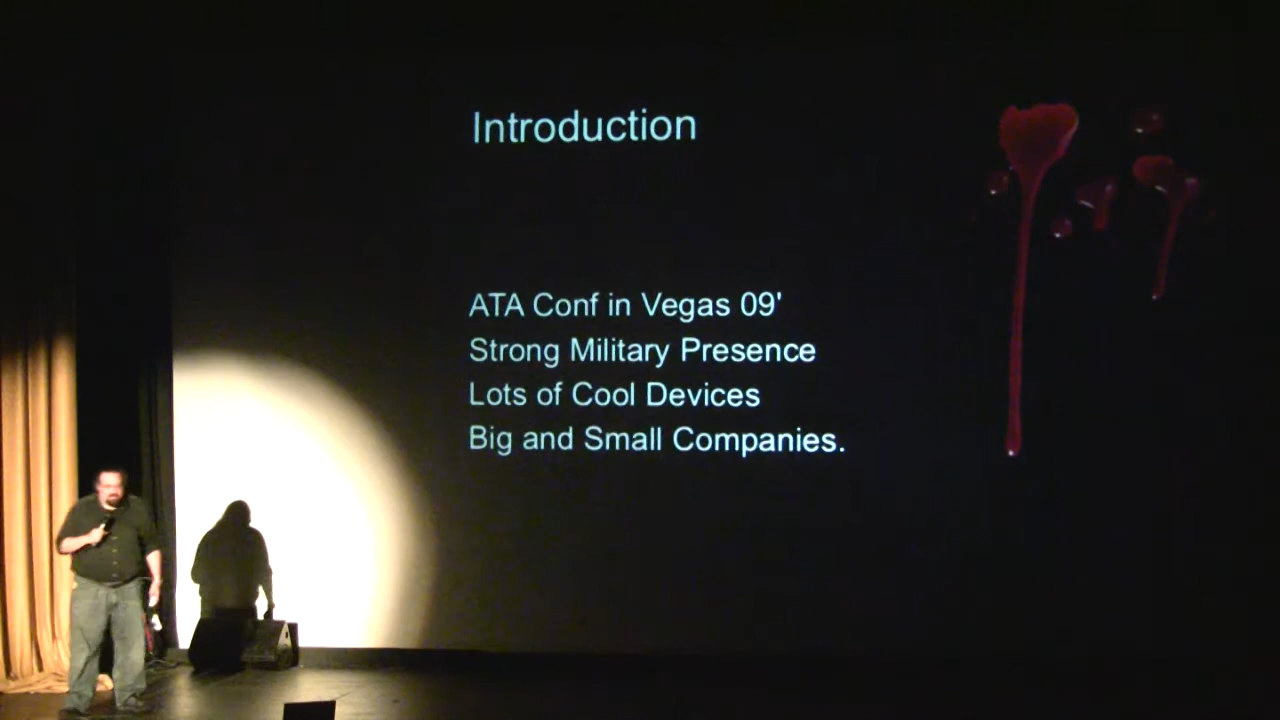 Introduction
ATA Conf in Vegas 09'
Strong Military Presence
Lots of Cool Devices
Big and Small Companies.